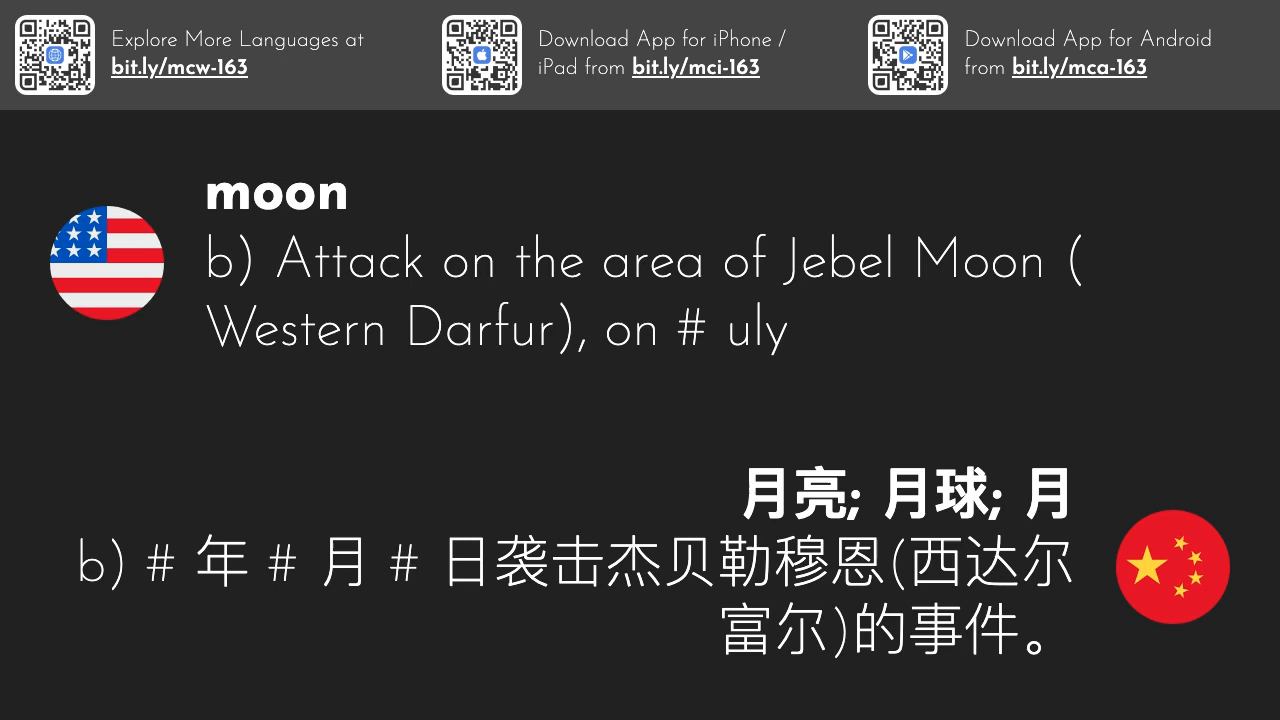 Explore More Languages at
bit.ly/mcw-163
Download App for iPhone /
iPad from bit.ly/mci-163
Download App for Android
from bit.ly/mca-163
moon
b) Attack on the area of Jebel Moon (
Western Darfur), on # uly
月亮; 月球; 月
b) # 年 # 月 # 日袭击杰贝勒穆恩(西达尔
富尔)的事件。